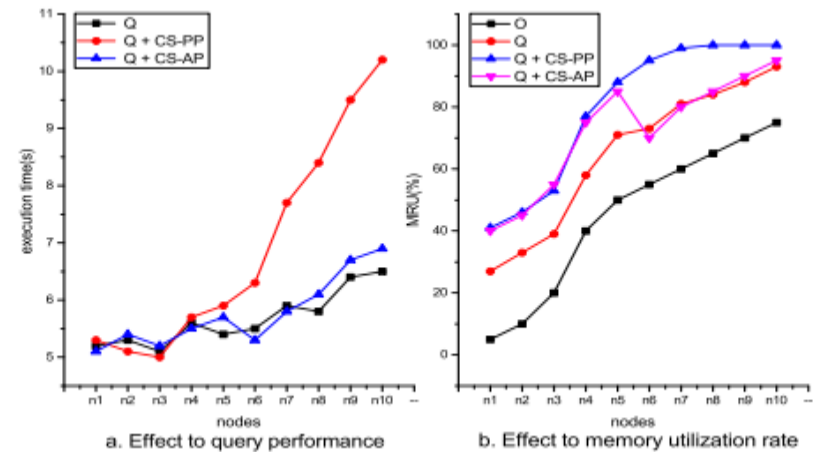 Q
Q + CS-PP
Q + CS-AP
11
10
9
8
7
6
5
execution time(s)
n1 n2 n3 n4 n5 n6 n7 n8 n9 n10 --
nodes
a. Effect to query performance
O
Q
Q + CS-PP
Q + CS-AP
100
80
60
40
20
0
MRU(%)
n1 n2 n3 n4 n5 n6 n7 n8 n9 n10 --
nodes
b. Effect to memory utilization rate